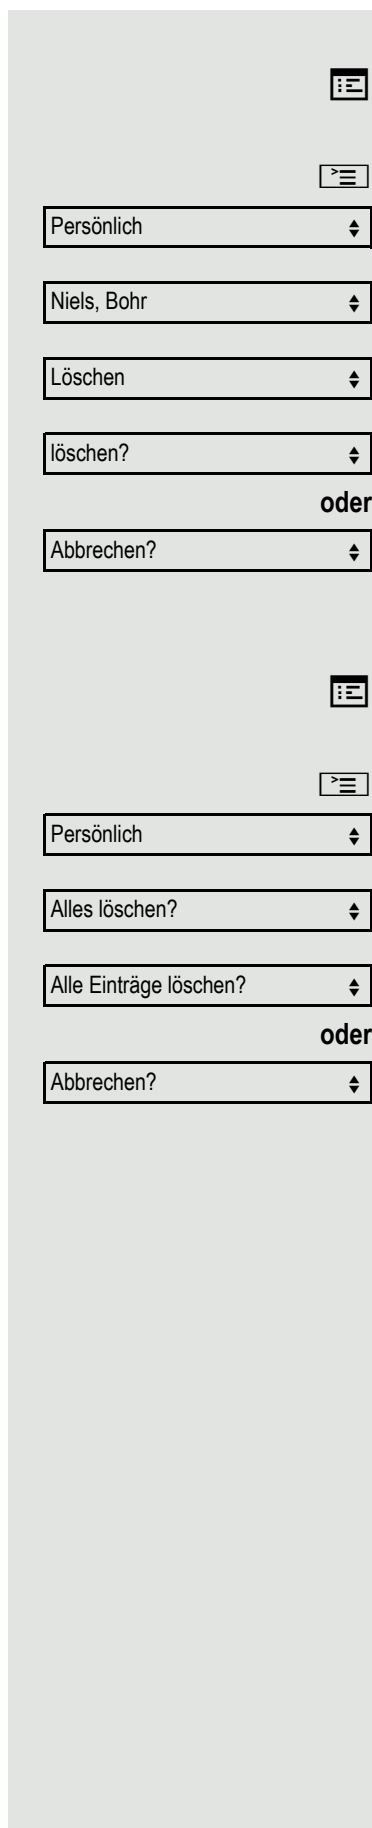 Persönlich
Niels, Bohr
Löschen
löschen?
oder
Abbrechen?
Persönlich
Alles löschen?
Alle Einträge löschen?
oder
Abbrechen?